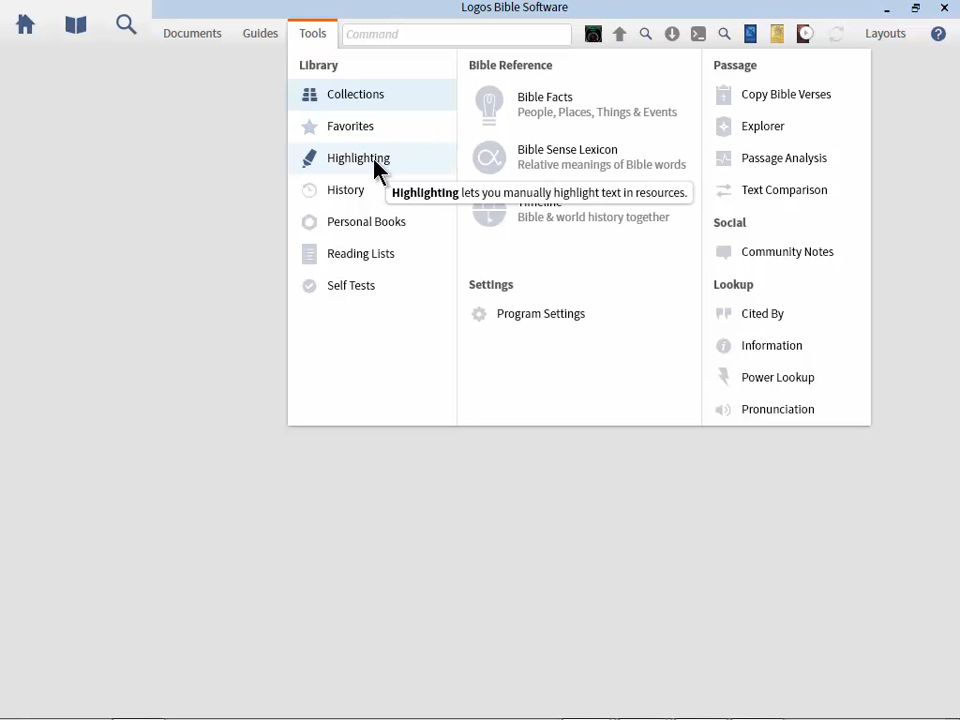 Logos Bible Software
Documents
Guides
Tools
Command
Layouts
Library
Collections
Favorites
Highlighting
History
Personal Books
Reading Lists
Self Tests
Bible Reference
Bible Facts
People, Places, Things & Events
Bible Sense Lexicon
Relative meanings of Bible words
Highlighting lets you manually highlight text in resources.
Timeline
Bible & world history together
Settings
Program Settings
Passage
Copy Bible Verses
Explorer
Passage Analysis
Text Comparison
Social
Community Notes
Lookup
Cited By
Information
Power Lookup
Pronunciation